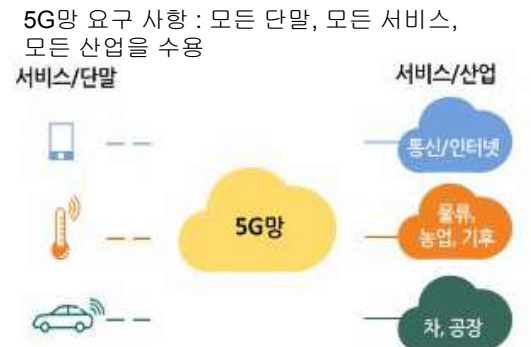 5G망 요구 사항 : 모든 단말, 모든 서비스,
모든 산업을 수용
서비스/단말
서비스/산업
통신/인터넷
5G망
물류,
농업, 기후
차, 공장